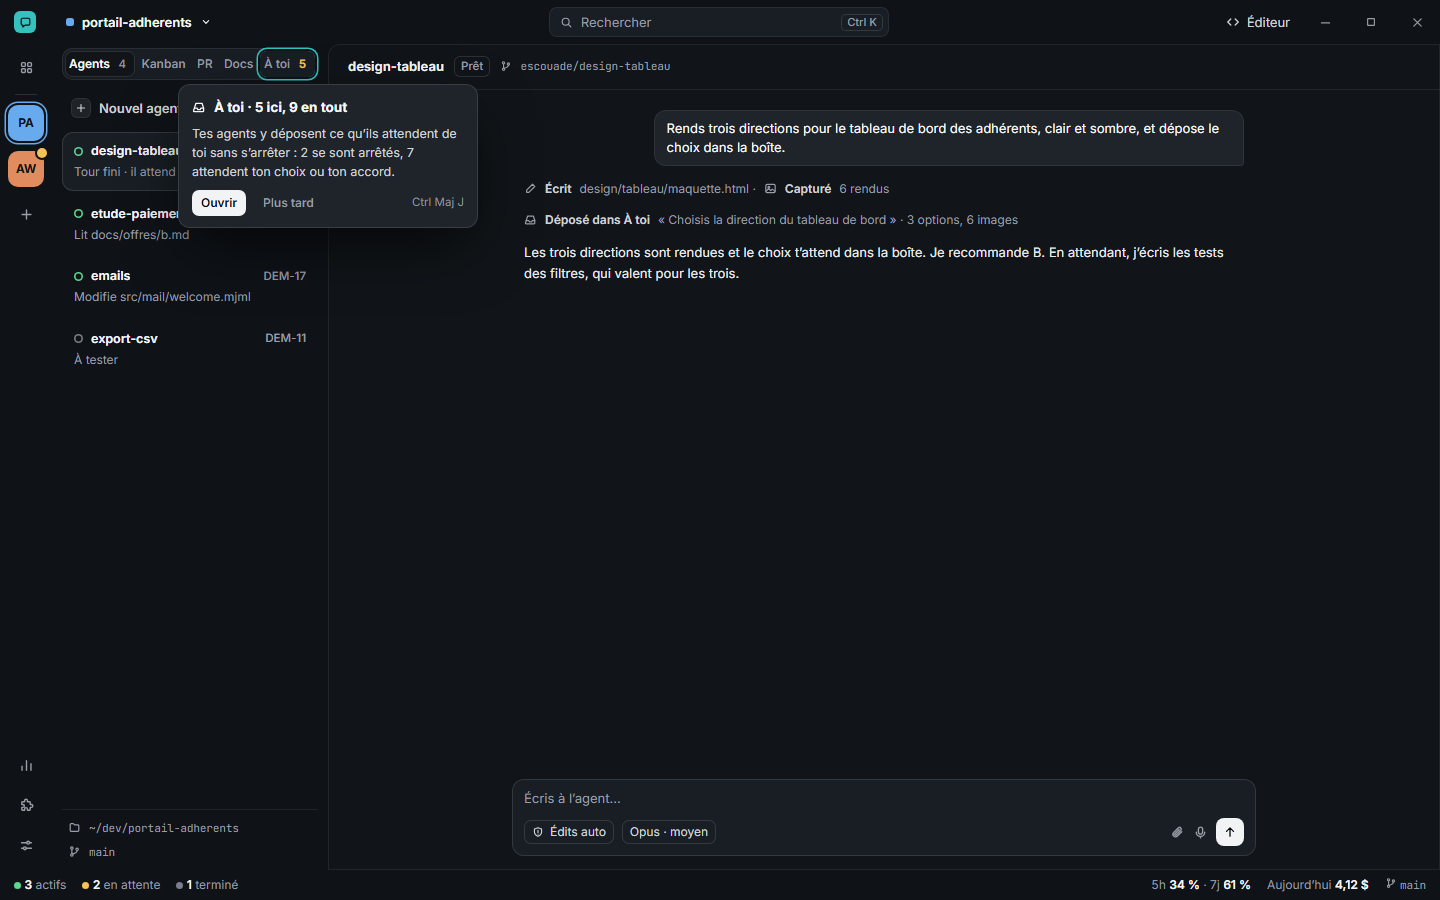 portail-adherents
Rechercher
Ctrl K
Éditeur
Agents 4
Kanban
PR
Docs
À toi 5
design-tableau
Prêt
escouade/design-tableau
PA
AW
Nouvel agent
À toi · 5 ici, 9 en tout
Tes agents y déposent ce qu’ils attendent de
toi sans s’arrêter : 2 se sont arrêtés, 7
attendent ton choix ou ton accord.
Ouvrir
Plus tard
Ctrl Maj J
design-tableau
Tour fini · il attend
etude-paiemen
Lit docs/offres/b.md
emails
DEM-17
Modifie src/mail/welcome.mjml
export-csv
DEM-11
À tester
Rends trois directions pour le tableau de bord des adhérents, clair et sombre, et dépose le
choix dans la boîte.
Écrit design/tableau/maquette.html · Capturé 6 rendus
Déposé dans À toi « Choisis la direction du tableau de bord » · 3 options, 6 images
Les trois directions sont rendues et le choix t’attend dans la boîte. Je recommande B. En attendant, j’écris les tests
des filtres, qui valent pour les trois.
Écris à l’agent…
Édits auto
Opus · moyen
~/dev/portail-adherents
main
3 actifs
2 en attente
1 terminé
5h 34 % · 7j 61 %
Aujourd’hui 4,12 $
main